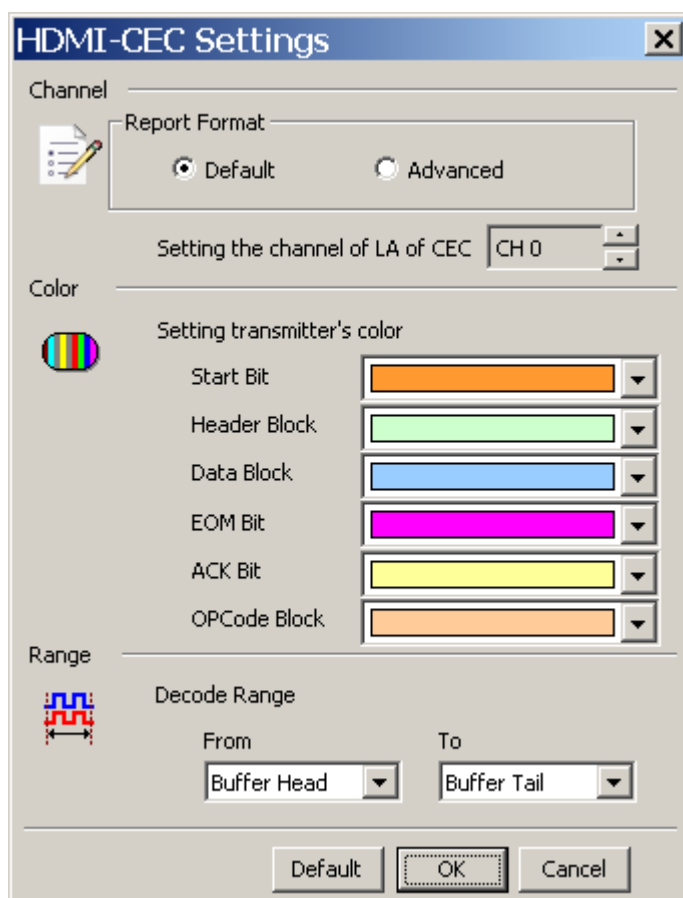 HDMI-CEC Settings
Channel
Report Format
Default Advanced
Setting the channel of LA of CEC CH 0
Color
Setting transmitter's color
Start Bit
Header Block
Data Block
EOM Bit
ACK Bit
OPCode Block
Range
Decode Range
From To
Buffer Head Buffer Tail
Default OK Cancel